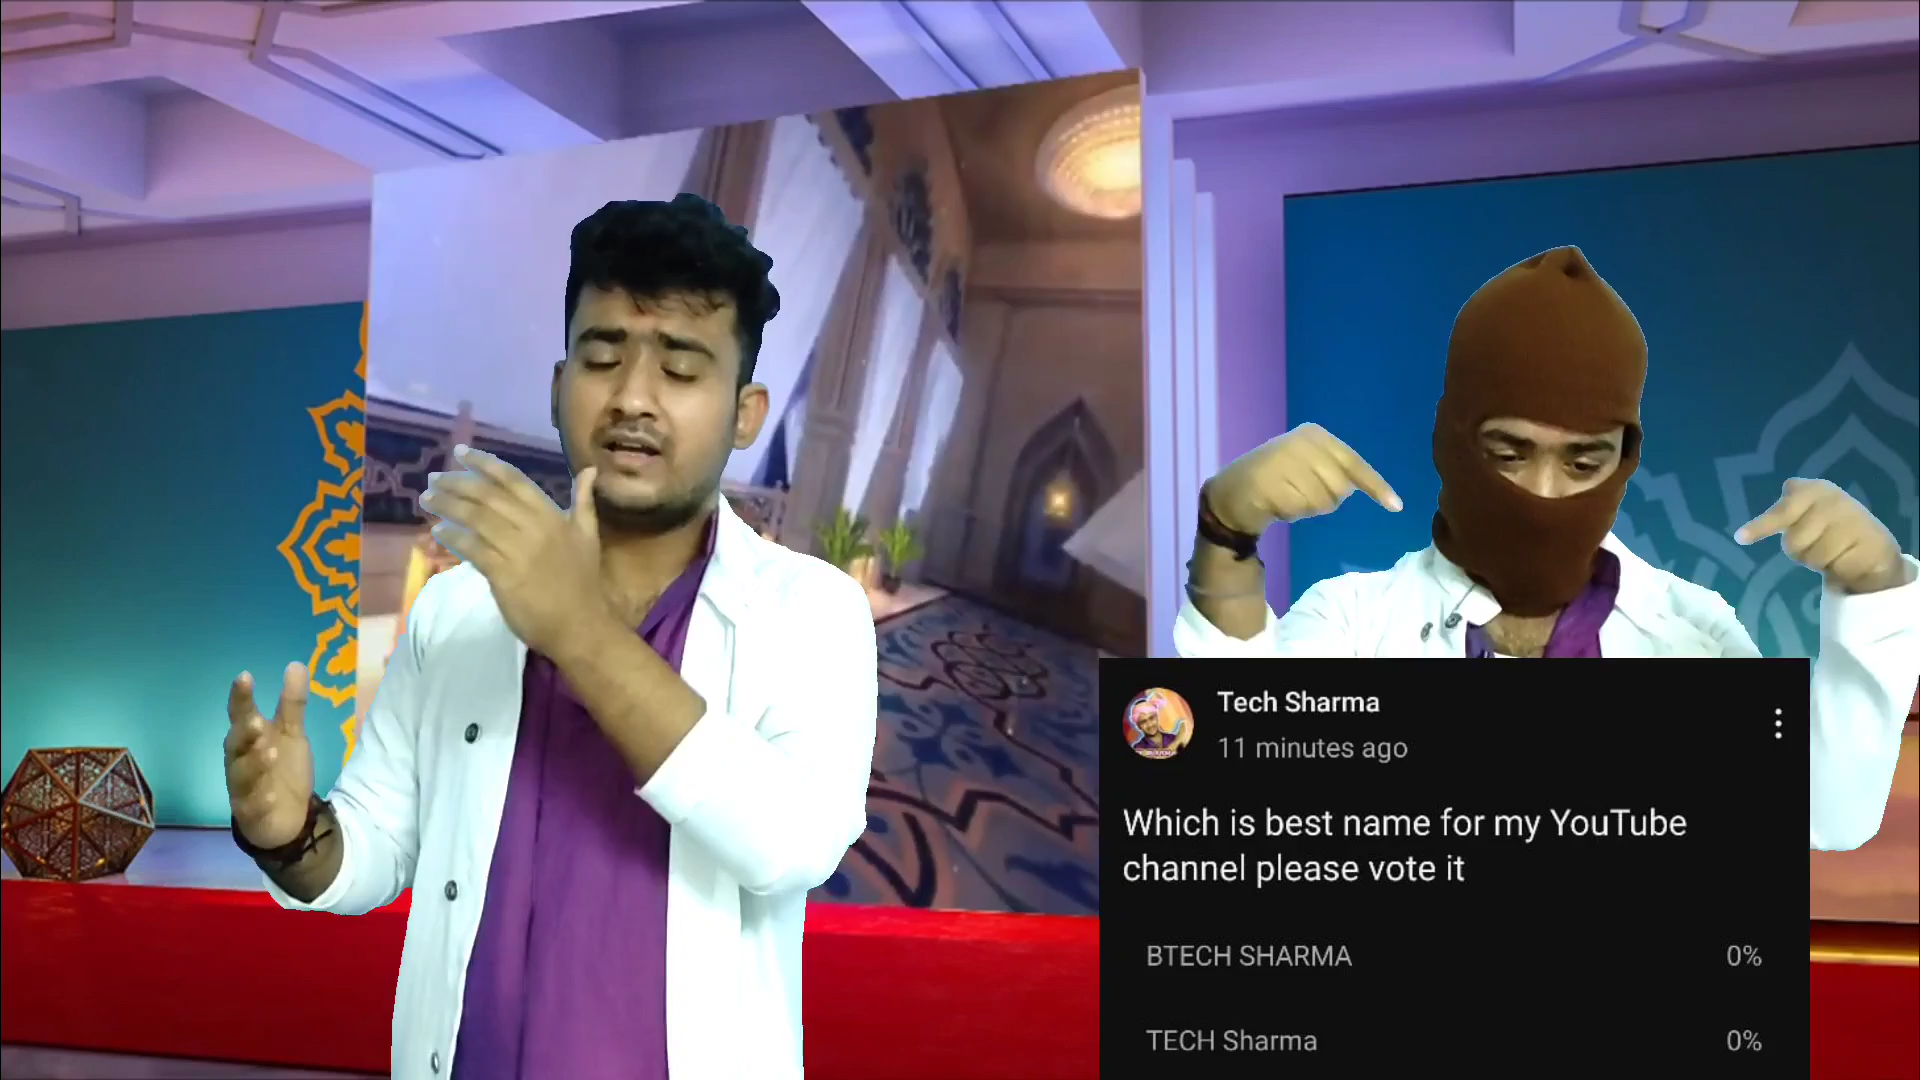 Tech Sharma
11 minutes ago
Which is best name for my YouTube
channel please vote it
BTECH SHARMA 0%
TECH Sharma 0%